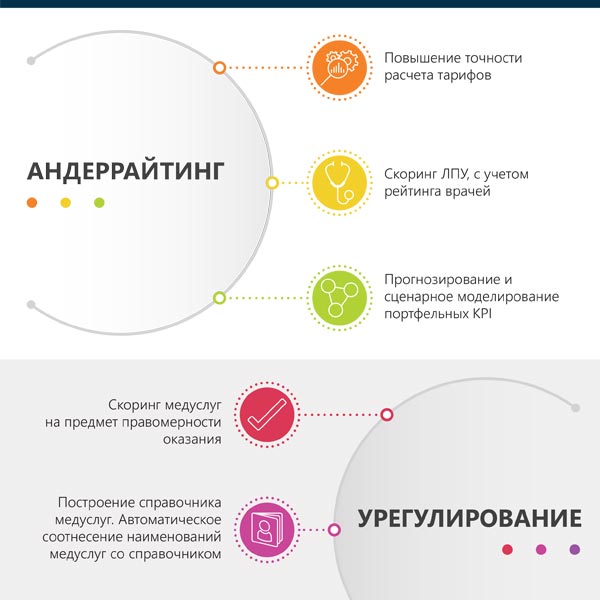 АНДЕРРАЙТИНГ
Повышение точности
расчета тарифов
Скоринг ЛПУ, с учетом
рейтинга врачей
Прогнозирование и
сценарное моделирование
портфельных KPI
Скоринг медуслуг
на предмет правомерности
оказания
Построение справочника
медуслуг. Автоматическое
соотнесение наименований
медуслуг со справочником
УРЕГУЛИРОВАНИЕ